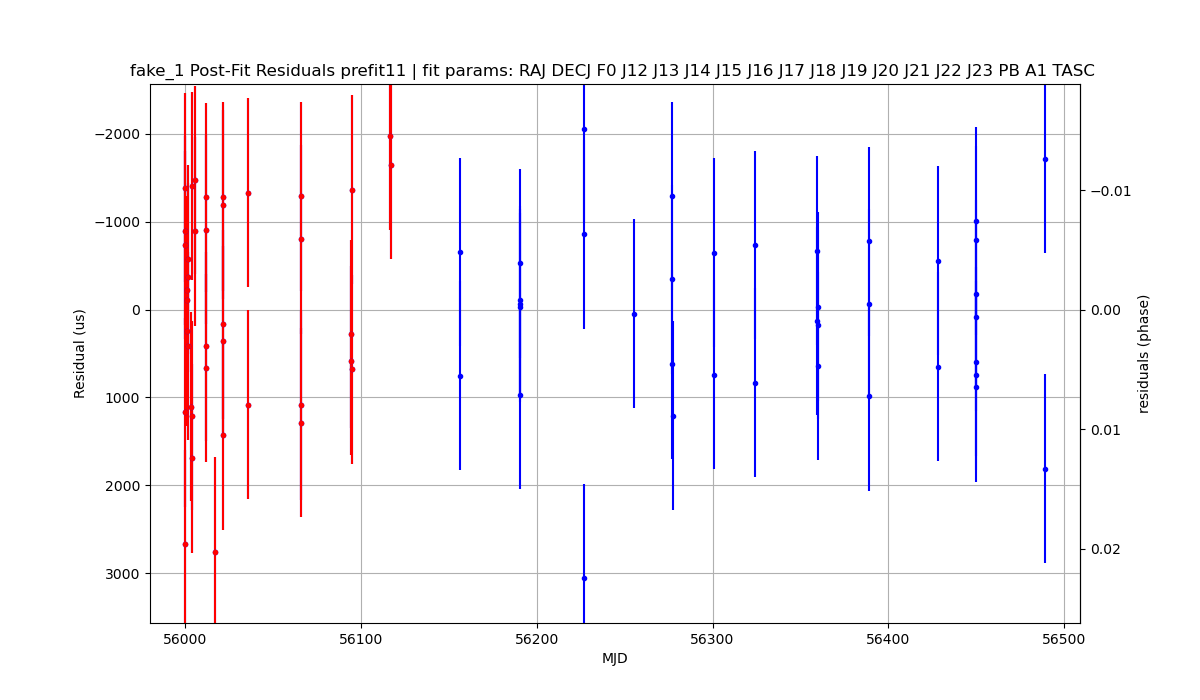 fake_1 Post-Fit Residuals prefit11 | fit params: RAJ DECJ F0 J12 J13 J14 J15 J16 J17 J18 J19 J20 J21 J22 J23 PB A1 TASC
−2000
−1000
0
1000
2000
3000
Residual (us)
−0.01
0.00
0.01
0.02
residuals (phase)
56000 56100 56200 56300 56400 56500
MJD